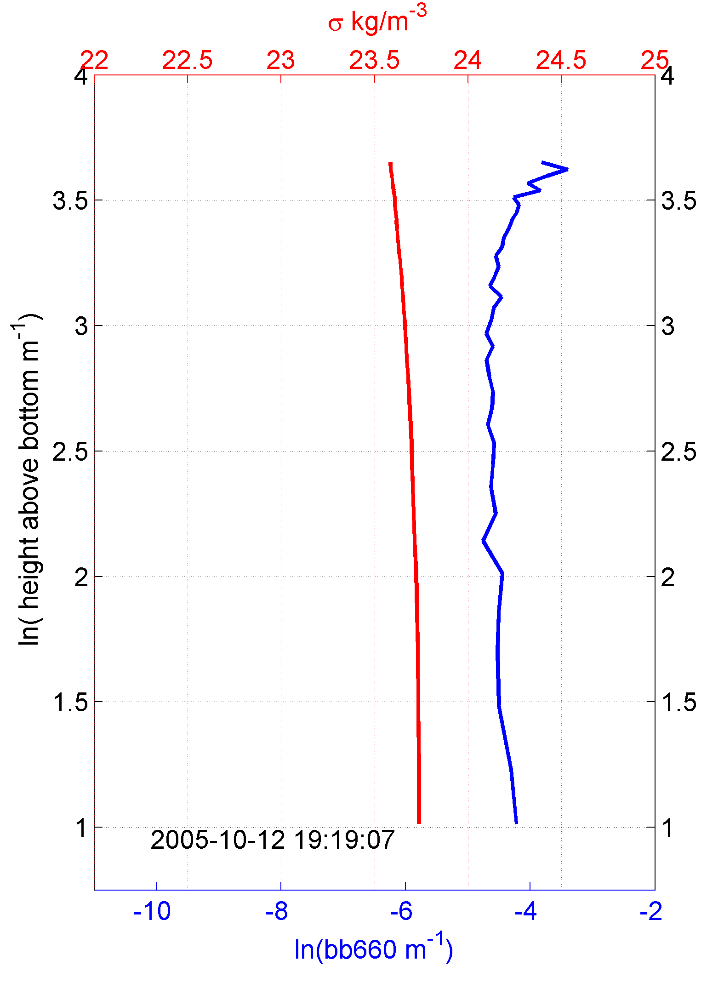 σ kg/m-3
22 22.5 23 23.5 24 24.5 25
4 4
3.5 3.5
3 3
2.5 2.5
2 2
1.5 1.5
1 1
ln( height above bottom m-1)
2005-10-12 19:19:07
-10 -8 -6 -4 -2
ln(bb660 m-1)